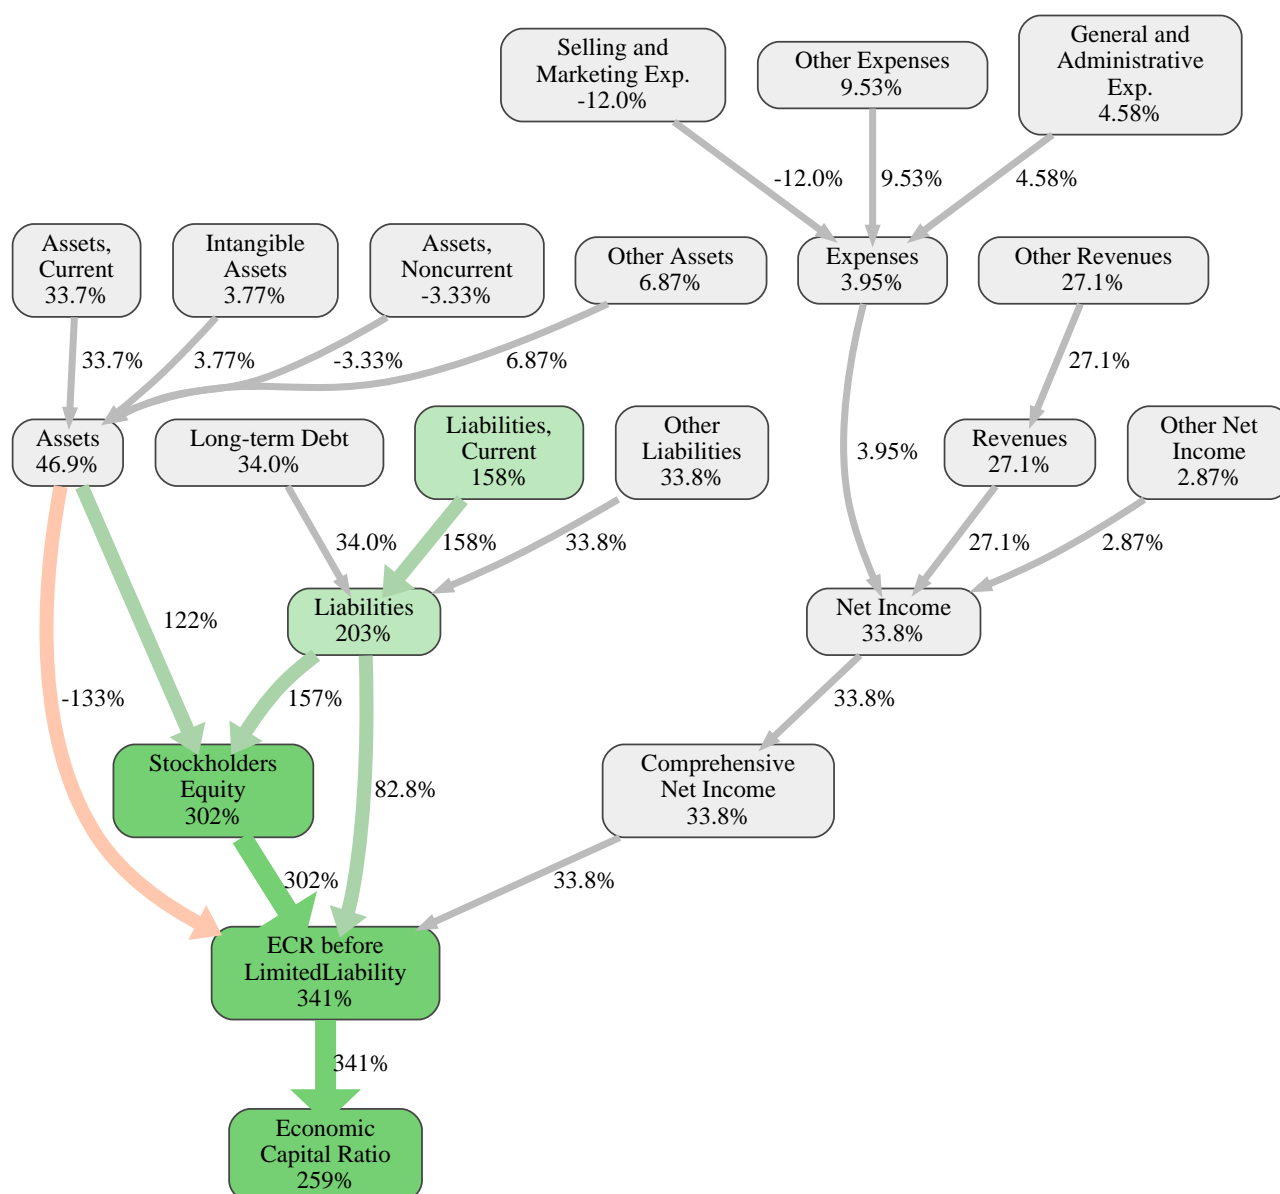 Selling and
Marketing Exp.
-12.0%
Other Expenses
9.53%
General and
Administrative
Exp.
4.58%
-12.0%
9.53%
4.58%
Assets,
Current
33.7%
Intangible
Assets
3.77%
Assets,
Noncurrent
-3.33%
Other Assets
6.87%
Expenses
3.95%
Other Revenues
27.1%
33.7%
3.77%
-3.33%
6.87%
27.1%
Assets
46.9%
Long-term Debt
34.0%
Liabilities,
Current
158%
Other
Liabilities
33.8%
3.95%
Revenues
27.1%
Other Net
Income
2.87%
34.0%
158%
33.8%
27.1%
2.87%
122%
Liabilities
203%
Net Income
33.8%
-133%
157%
33.8%
Stockholders
Equity
302%
82.8%
Comprehensive
Net Income
33.8%
302%
33.8%
ECR before
LimitedLiability
341%
341%
Economic
Capital Ratio
259%